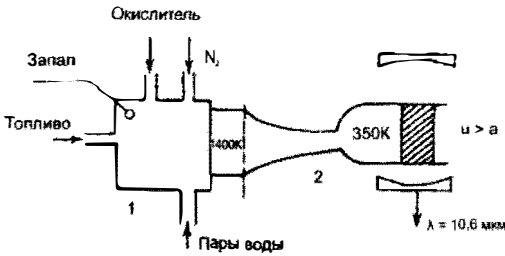 Окислитель
N₂
Запал
Топливо
1400K
350K
u > a
1
2
Пары воды
λ = 10,6 мкм